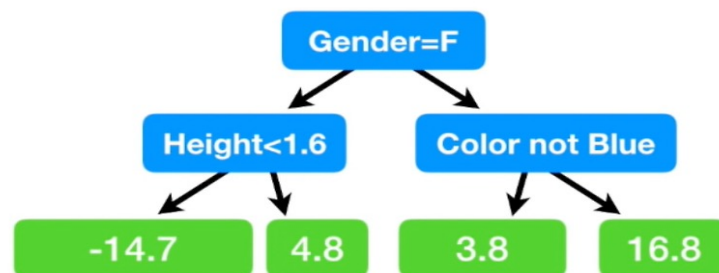 Gender=F
Height<1.6
Color not Blue
-14.7
4.8
3.8
16.8